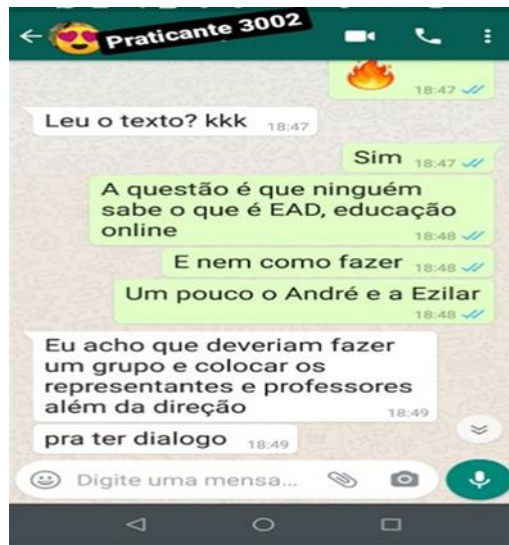 Praticante 3002
18:47
Leu o texto? kkk 18:47
Sim 18:47
A questão é que ninguém
sabe o que é EAD, educação
online
18:48
E nem como fazer 18:48
Um pouco o André e a Ezilar
18:48
Eu acho que deveriam fazer
um grupo e colocar os
representantes e professores
além da direção
18:49
pra ter dialogo 18:49
Digite uma mensa...